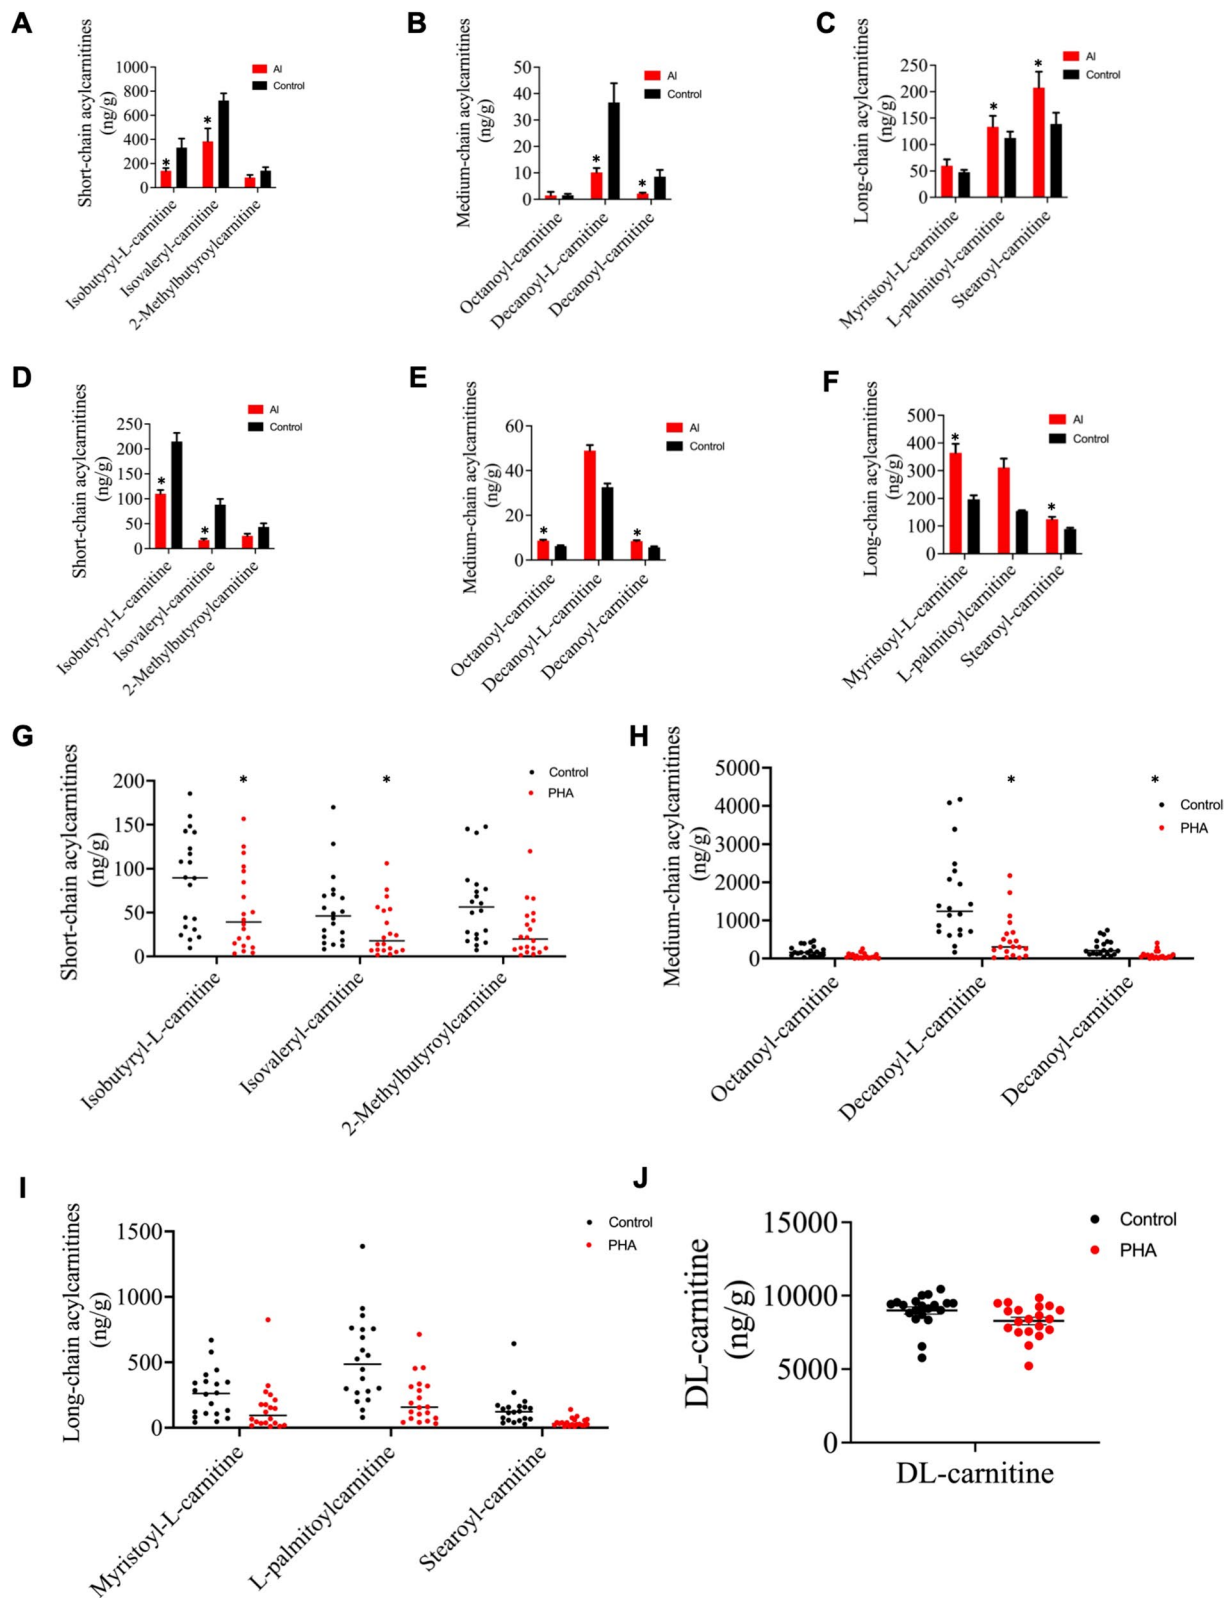 A
Short-chain acylcarnitines
(ng/g)
1000
800
600
400
200
0
AI
Control
*
*
Isobutyryl-L-carnitine
Isovaleryl-carnitine
2-Methylbutyroylcarnitine
B
Medium-chain acylcarnitines
(ng/g)
50
40
30
20
10
0
AI
Control
*
*
Octanoyl-carnitine
Decanoyl-L-carnitine
Decanoyl-carnitine
C
Long-chain acylcarnitines
(ng/g)
250
200
150
100
50
0
AI
Control
*
*
Myristoyl-L-carnitine
L-palmitoyl-carnitine
Stearoyl-carnitine
D
Short-chain acylcarnitines
(ng/g)
250
200
150
100
50
0
AI
Control
*
*
Isobutyryl-L-carnitine
Isovaleryl-carnitine
2-Methylbutyroylcarnitine
E
Medium-chain acylcarnitines
(ng/g)
60
40
20
0
AI
Control
*
*
Octanoyl-carnitine
Decanoyl-L-carnitine
Decanoyl-carnitine
F
Long-chain acylcarnitines
(ng/g)
500
400
300
200
100
0
AI
Control
*
*
Myristoyl-L-carnitine
L-palmitoylcarnitine
Stearoyl-carnitine
G
Short-chain acylcarnitines
(ng/g)
200
150
100
50
0
*
*
Control
PHA
Isobutyryl-L-carnitine
Isovaleryl-carnitine
2-Methylbutyroylcarnitine
H
Medium-chain acylcarnitines
(ng/g)
5000
4000
3000
2000
1000
0
*
*
Control
PHA
Octanoyl-carnitine
Decanoyl-L-carnitine
Decanoyl-carnitine
I
Long-chain acylcarnitines
(ng/g)
1500
1000
500
0
Control
PHA
Myristoyl-L-carnitine
L-palmitoylcarnitine
Stearoyl-carnitine
J
DL-carnitine
(ng/g)
15000
10000
5000
0
Control
PHA
DL-carnitine